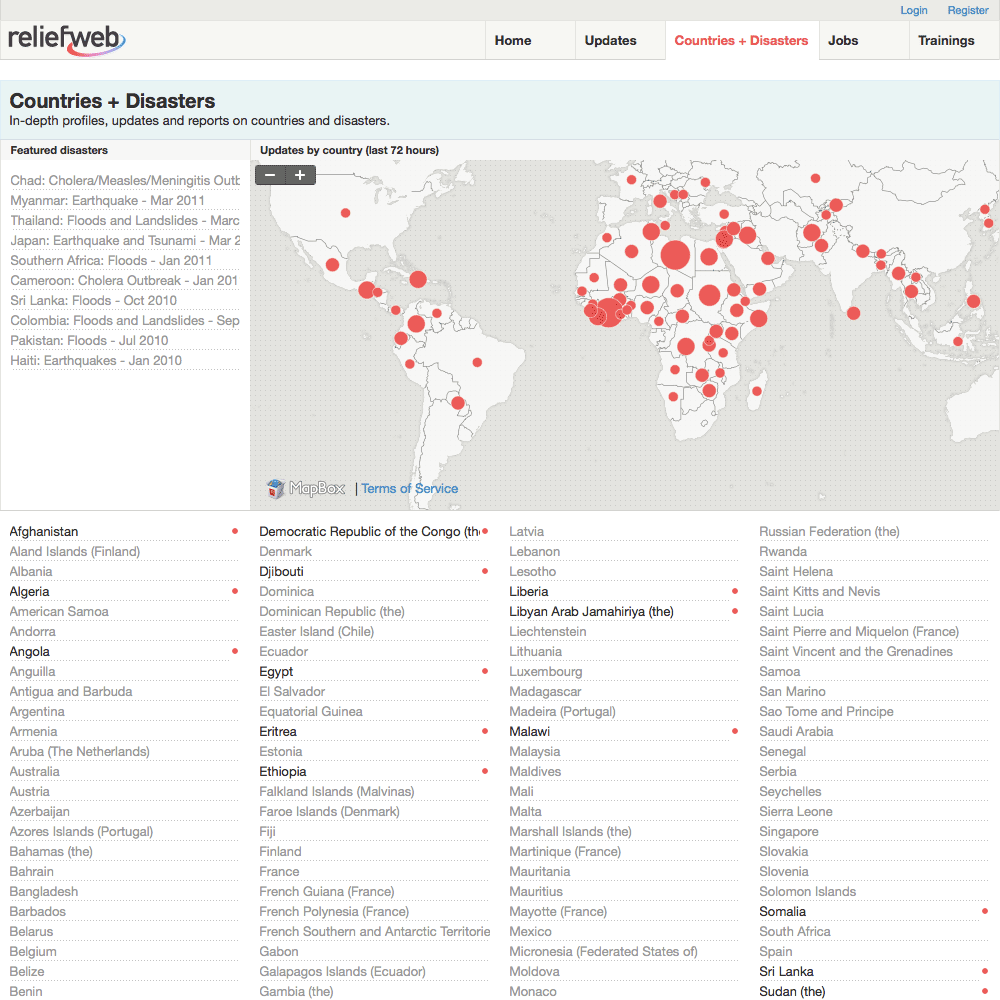 Login Register
reliefweb
Home Updates Countries + Disasters Jobs Trainings
Countries + Disasters
In-depth profiles, updates and reports on countries and disasters.
Featured disasters
Chad: Cholera/Measles/Meningitis Outb
Myanmar: Earthquake - Mar 2011
Thailand: Floods and Landslides - Marc
Japan: Earthquake and Tsunami - Mar 2
Southern Africa: Floods - Jan 2011
Cameroon: Cholera Outbreak - Jan 201
Sri Lanka: Floods - Oct 2010
Colombia: Floods and Landslides - Sep
Pakistan: Floods - Jul 2010
Haiti: Earthquakes - Jan 2010
Updates by country (last 72 hours)
− +
MapBox | Terms of Service
Afghanistan
Aland Islands (Finland)
Albania
Algeria
American Samoa
Andorra
Angola
Anguilla
Antigua and Barbuda
Argentina
Armenia
Aruba (The Netherlands)
Australia
Austria
Azerbaijan
Azores Islands (Portugal)
Bahamas (the)
Bahrain
Bangladesh
Barbados
Belarus
Belgium
Belize
Benin
Democratic Republic of the Congo (th
Denmark
Djibouti
Dominica
Dominican Republic (the)
Easter Island (Chile)
Ecuador
Egypt
El Salvador
Equatorial Guinea
Eritrea
Estonia
Ethiopia
Falkland Islands (Malvinas)
Faroe Islands (Denmark)
Fiji
Finland
France
French Guiana (France)
French Polynesia (France)
French Southern and Antarctic Territorie
Gabon
Galapagos Islands (Ecuador)
Gambia (the)
Latvia
Lebanon
Lesotho
Liberia
Libyan Arab Jamahiriya (the)
Liechtenstein
Lithuania
Luxembourg
Madagascar
Madeira (Portugal)
Malawi
Malaysia
Maldives
Mali
Malta
Marshall Islands (the)
Martinique (France)
Mauritania
Mauritius
Mayotte (France)
Mexico
Micronesia (Federated States of)
Moldova
Monaco
Russian Federation (the)
Rwanda
Saint Helena
Saint Kitts and Nevis
Saint Lucia
Saint Pierre and Miquelon (France)
Saint Vincent and the Grenadines
Samoa
San Marino
Sao Tome and Principe
Saudi Arabia
Senegal
Serbia
Seychelles
Sierra Leone
Singapore
Slovakia
Slovenia
Solomon Islands
Somalia
South Africa
Spain
Sri Lanka
Sudan (the)